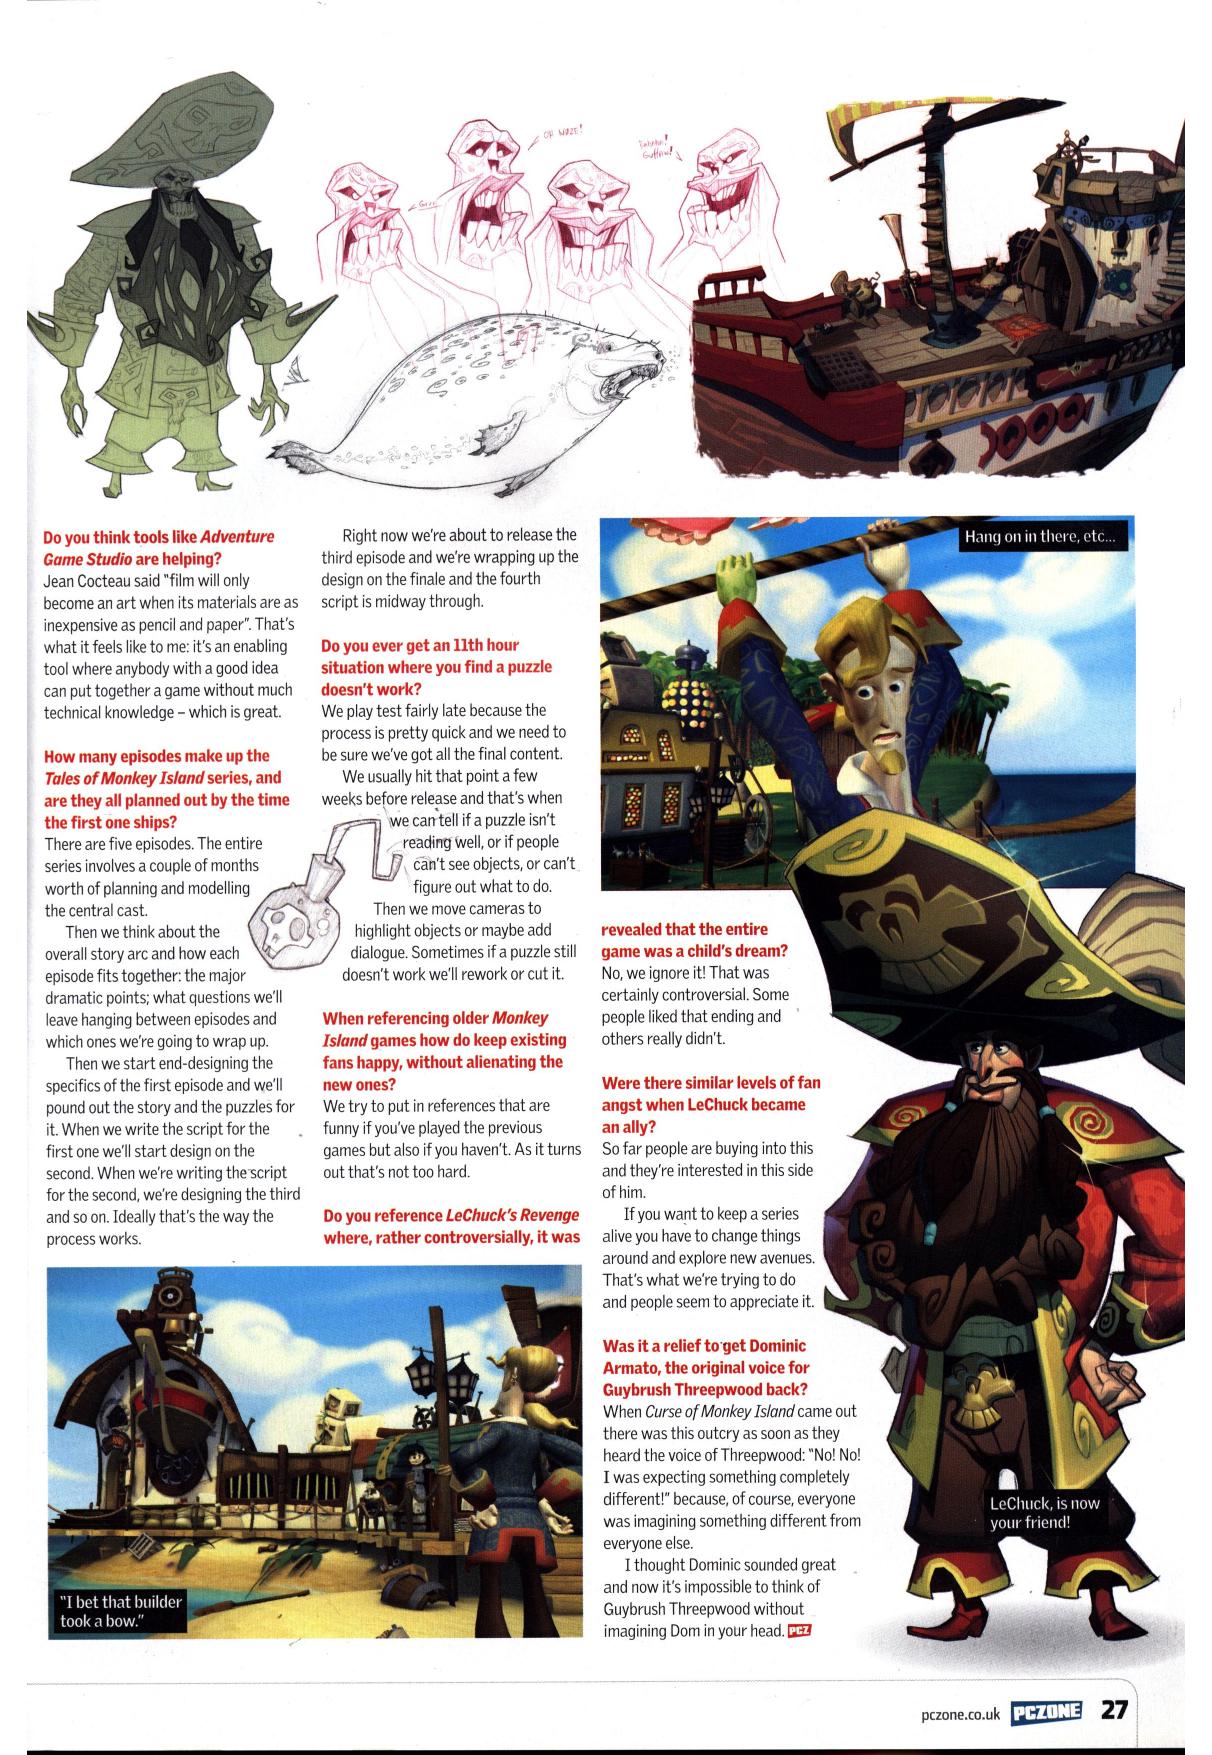 OR WOZE!
Guffaw!
Grr..
Do you think tools like Adventure
Game Studio are helping?
Jean Cocteau said "film will only
become an art when its materials are as
inexpensive as pencil and paper". That's
what it feels like to me: it's an enabling
tool where anybody with a good idea
can put together a game without much
technical knowledge – which is great.
How many episodes make up the
Tales of Monkey Island series, and
are they all planned out by the time
the first one ships?
There are five episodes. The entire
series involves a couple of months
worth of planning and modelling
the central cast.
Then we think about the
overall story arc and how each
episode fits together: the major
dramatic points; what questions we'll
leave hanging between episodes and
which ones we're going to wrap up.
Then we start end-designing the
specifics of the first episode and we'll
pound out the story and the puzzles for
it. When we write the script for the
first one we'll start design on the
second. When we're writing the script
for the second, we're designing the third
and so on. Ideally that's the way the
process works.
"I bet that builder
took a bow."
Right now we're about to release the
third episode and we're wrapping up the
design on the finale and the fourth
script is midway through.
Do you ever get an 11th hour
situation where you find a puzzle
doesn't work?
We play test fairly late because the
process is pretty quick and we need to
be sure we've got all the final content.
We usually hit that point a few
weeks before release and that's when
we can tell if a puzzle isn't
reading well, or if people
can't see objects, or can't
figure out what to do.
Then we move cameras to
highlight objects or maybe add
dialogue. Sometimes if a puzzle still
doesn't work we'll rework or cut it.
When referencing older Monkey
Island games how do keep existing
fans happy, without alienating the
new ones?
We try to put in references that are
funny if you've played the previous
games but also if you haven't. As it turns
out that's not too hard.
Do you reference LeChuck's Revenge
where, rather controversially, it was
Hang on in there, etc...
revealed that the entire
game was a child's dream?
No, we ignore it! That was
certainly controversial. Some
people liked that ending and
others really didn't.
Were there similar levels of fan
angst when LeChuck became
an ally?
So far people are buying into this
and they're interested in this side
of him.
If you want to keep a series
alive you have to change things
around and explore new avenues.
That's what we're trying to do
and people seem to appreciate it.
Was it a relief to get Dominic
Armato, the original voice for
Guybrush Threepwood back?
When Curse of Monkey Island came out
there was this outcry as soon as they
heard the voice of Threepwood: "No! No!
I was expecting something completely
different!" because, of course, everyone
was imagining something different from
everyone else.
I thought Dominic sounded great
and now it's impossible to think of
Guybrush Threepwood without
imagining Dom in your head. PCZ
LeChuck, is now
your friend!
pczone.co.uk PCZONE 27